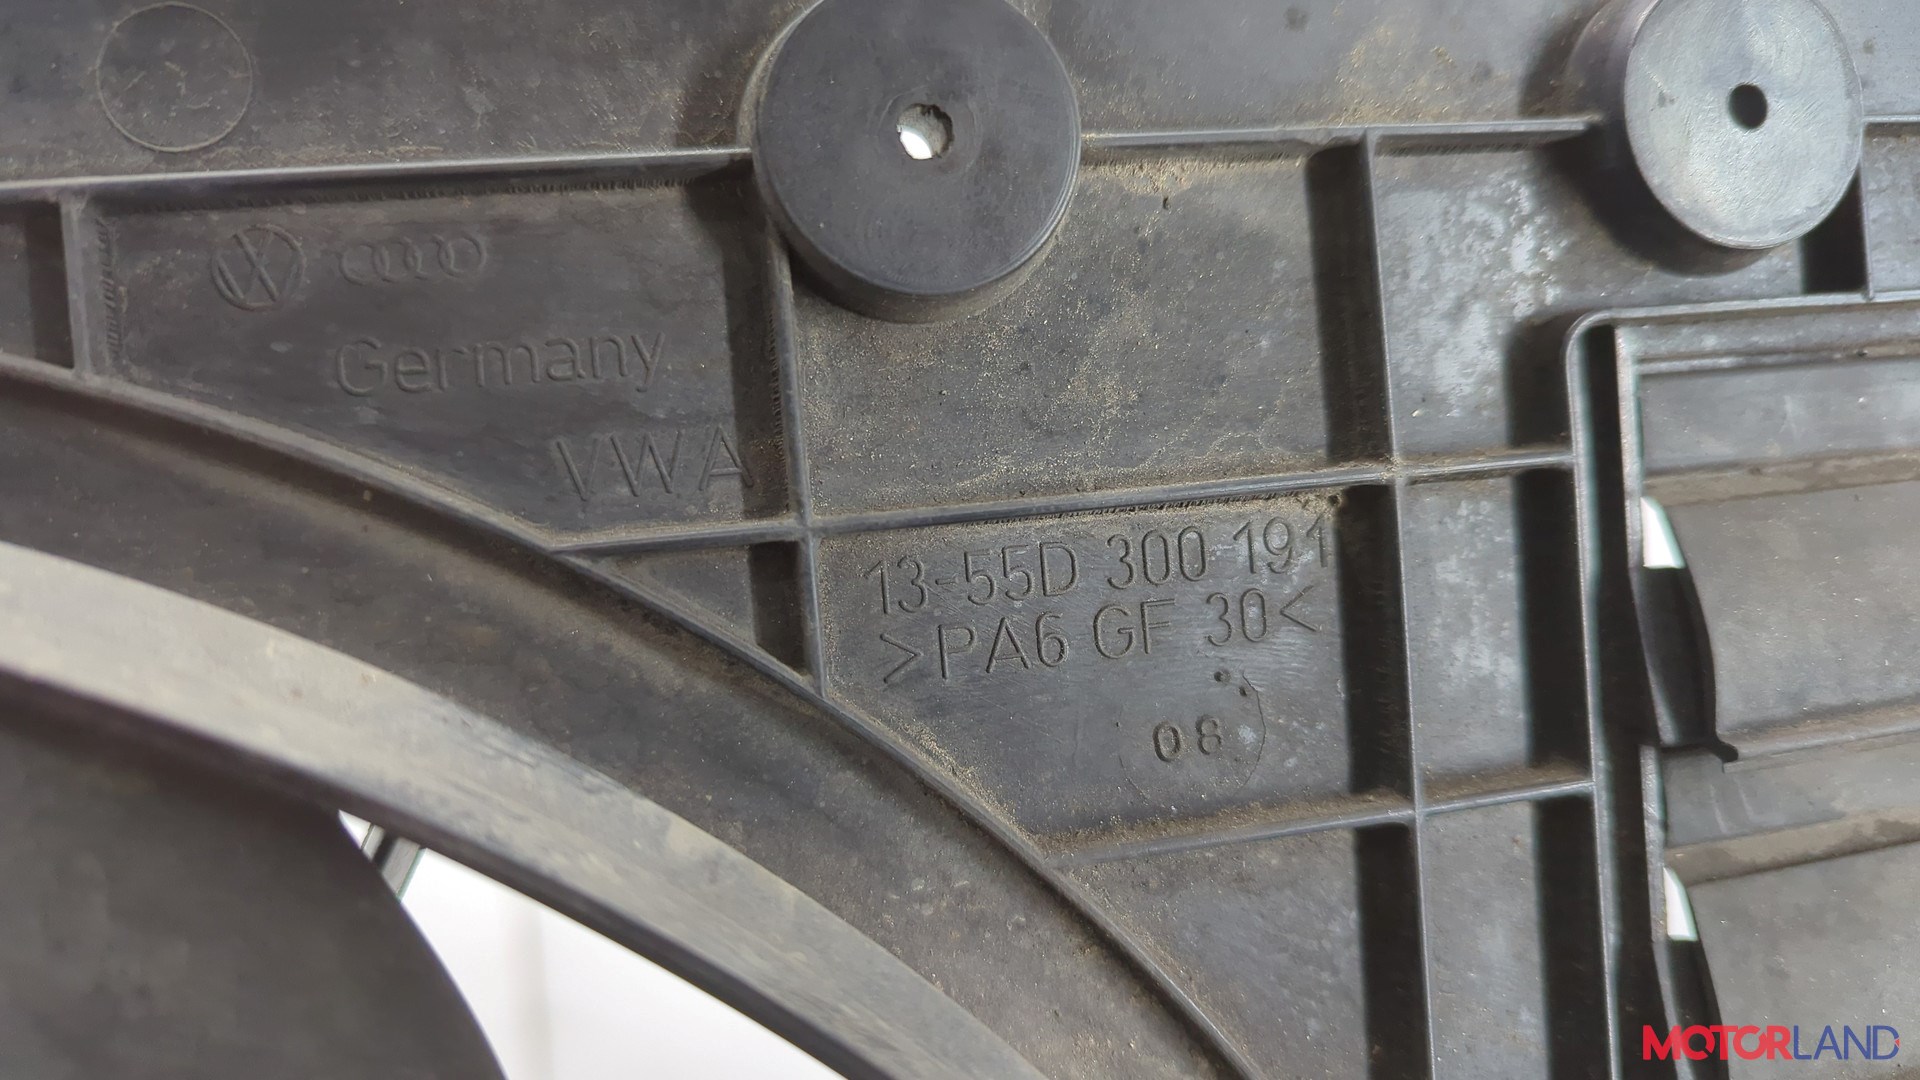 Germany
VWA
13-55D 300 191
>PA6 GF 30<
08
MOTORLAND